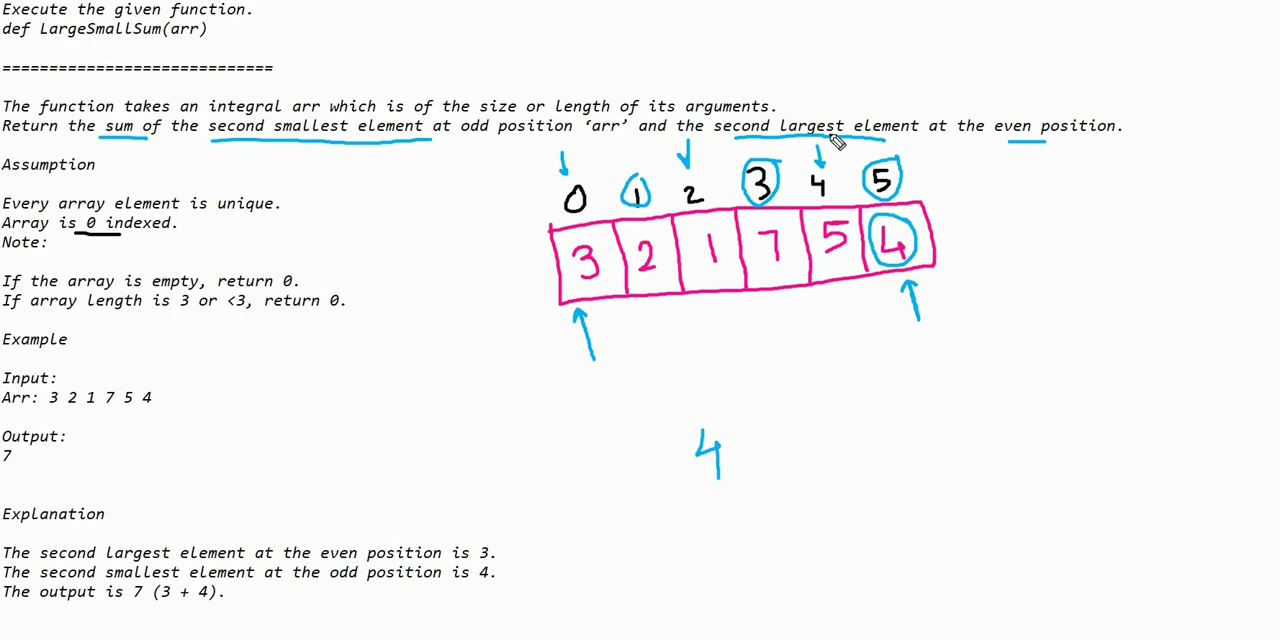 Execute the given function.
def LargeSmallSum(arr)
=============================
The function takes an integral arr which is of the size or length of its arguments.
Return the sum of the second smallest element at odd position ‘arr’ and the second largest element at the even position.
Assumption
Every array element is unique.
Array is 0 indexed.
Note:
If the array is empty, return 0.
If array length is 3 or <3, return 0.
Example
Input:
Arr: 3 2 1 7 5 4
Output:
7
Explanation
The second largest element at the even position is 3.
The second smallest element at the odd position is 4.
The output is 7 (3 + 4).
0 1 2 3 4 5
3 2 1 7 5 4
4